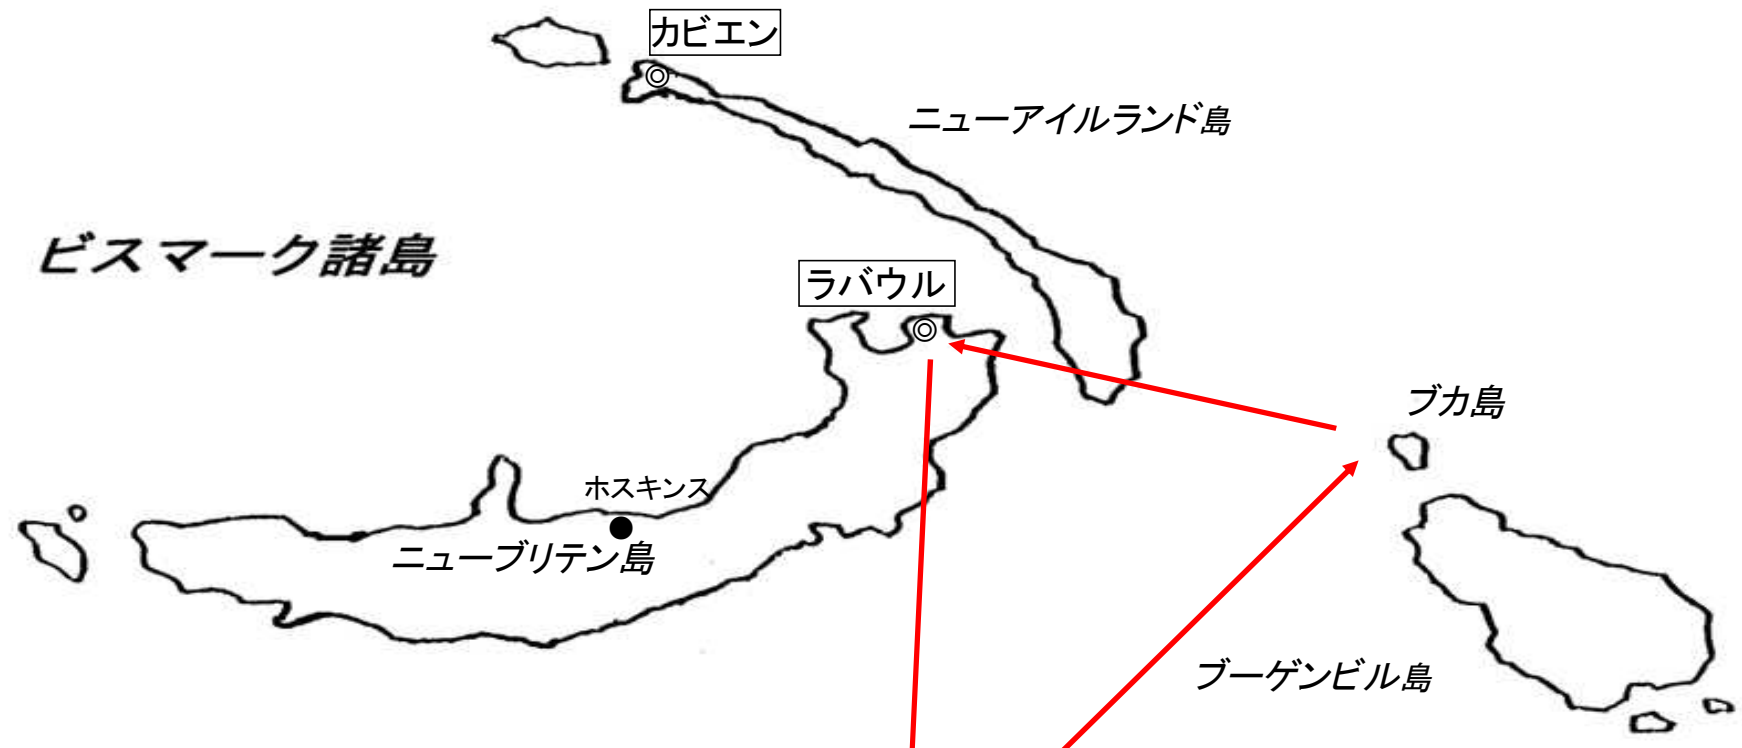 カビエン
ニューアイルランド島
ビスマーク諸島
ラバウル
ブカ島
ホスキンス
ニューブリテン島
ブーゲンビル島